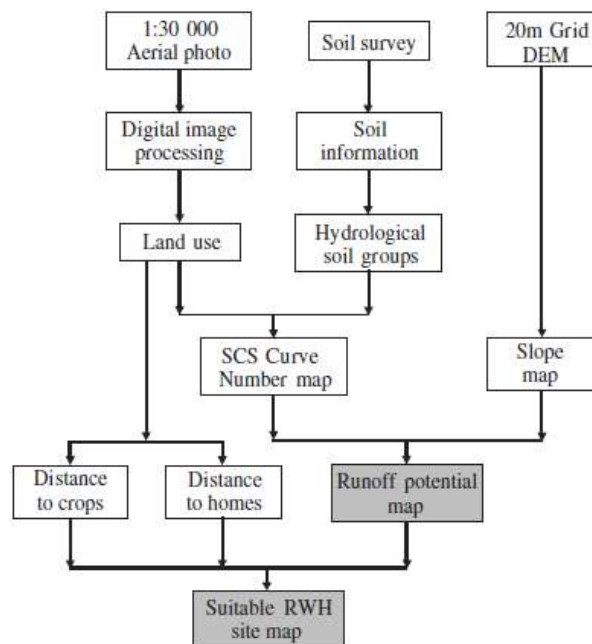 1:30 000
Aerial photo
Soil survey
20m Grid
DEM
Digital image
processing
Soil
information
Land use
Hydrological
soil groups
SCS Curve
Number map
Slope
map
Distance
to crops
Distance
to homes
Runoff potential
map
Suitable RWH
site map